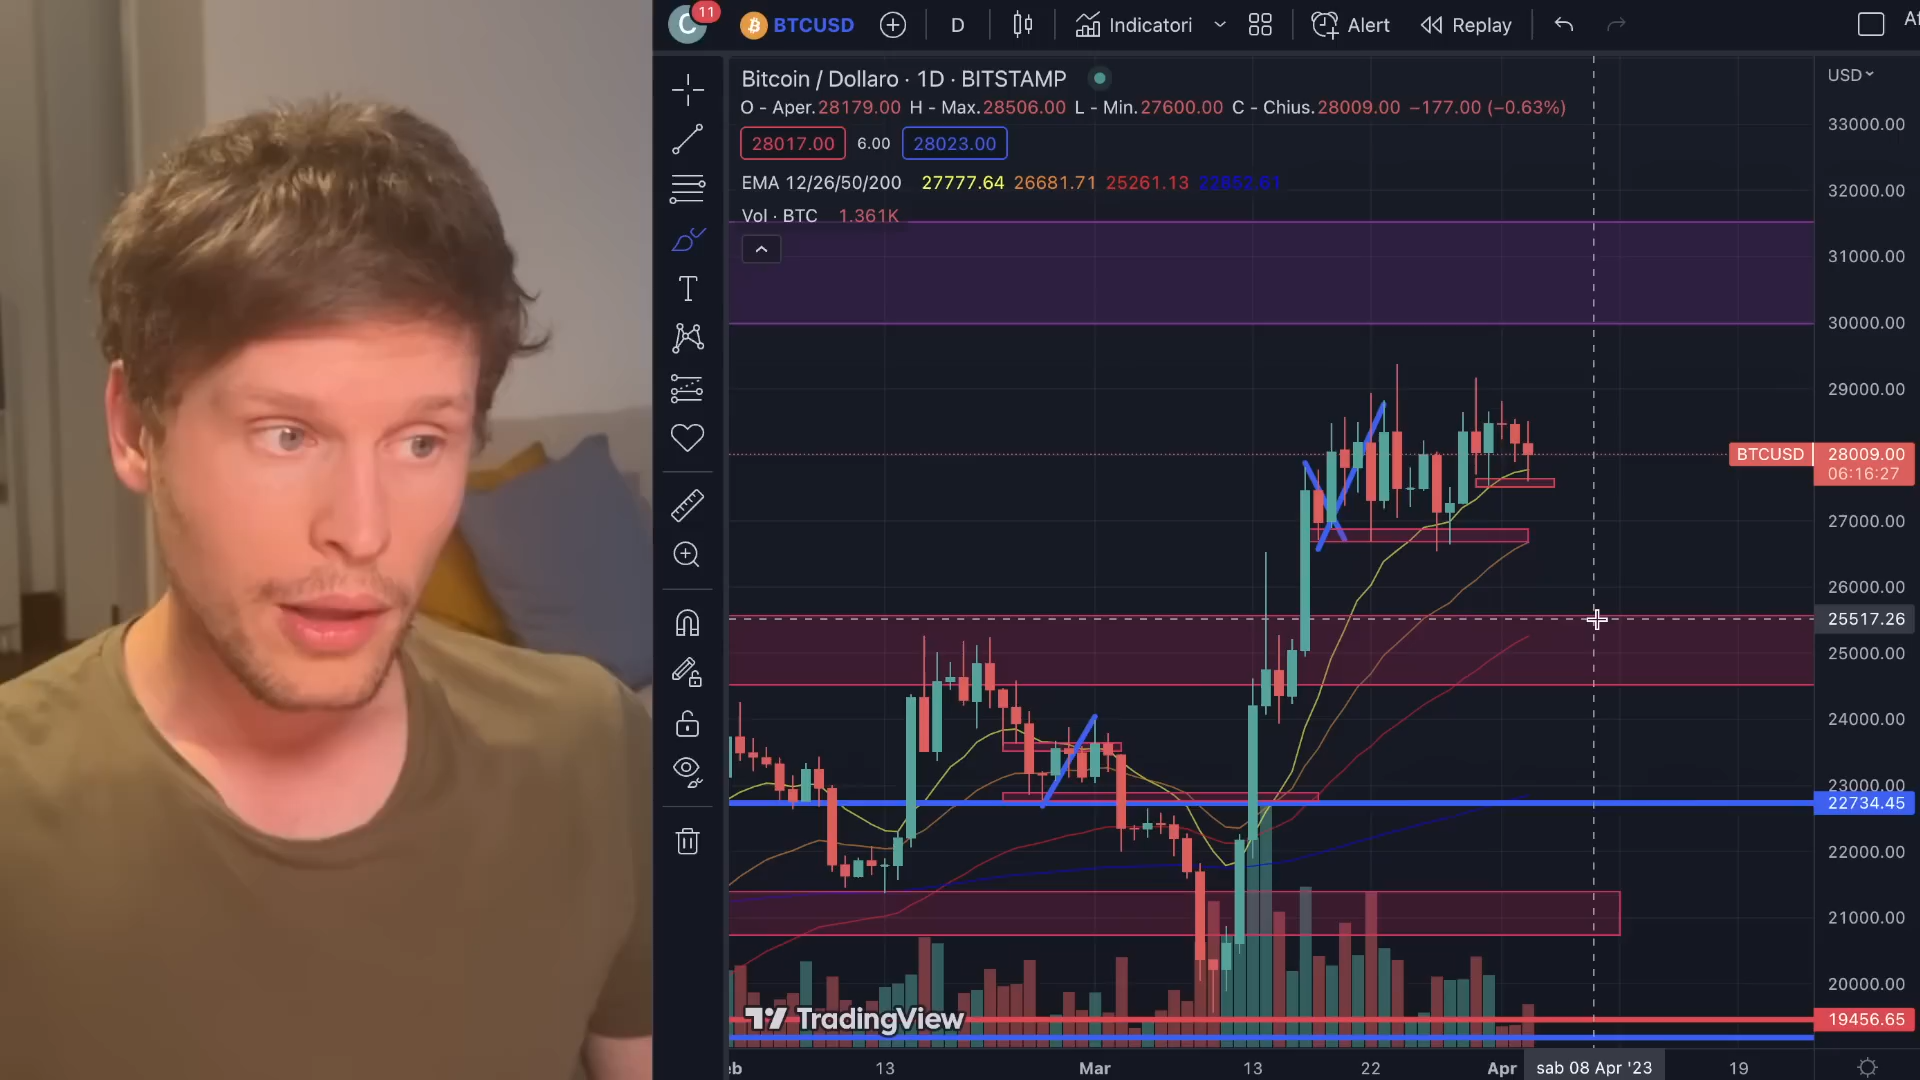 C 11 BTCUSD D Indicatori Alert Replay
Bitcoin / Dollaro · 1D · BITSTAMP
O - Aper.28179.00 H - Max.28506.00 L - Min.27600.00 C - Chius.28009.00 −177.00 (−0.63%)
28017.00 6.00 28023.00
EMA 12/26/50/200 27777.64 26681.71 25261.13 22852.61
Vol · BTC 1.361K
USD
33000.00
32000.00
31000.00
30000.00
29000.00
BTCUSD 28009.00
06:16:27
27000.00
26000.00
25517.26
25000.00
24000.00
23000.00
22734.45
22000.00
21000.00
20000.00
19456.65
TradingView
13 Mar 13 22 Apr sab 08 Apr '23 19